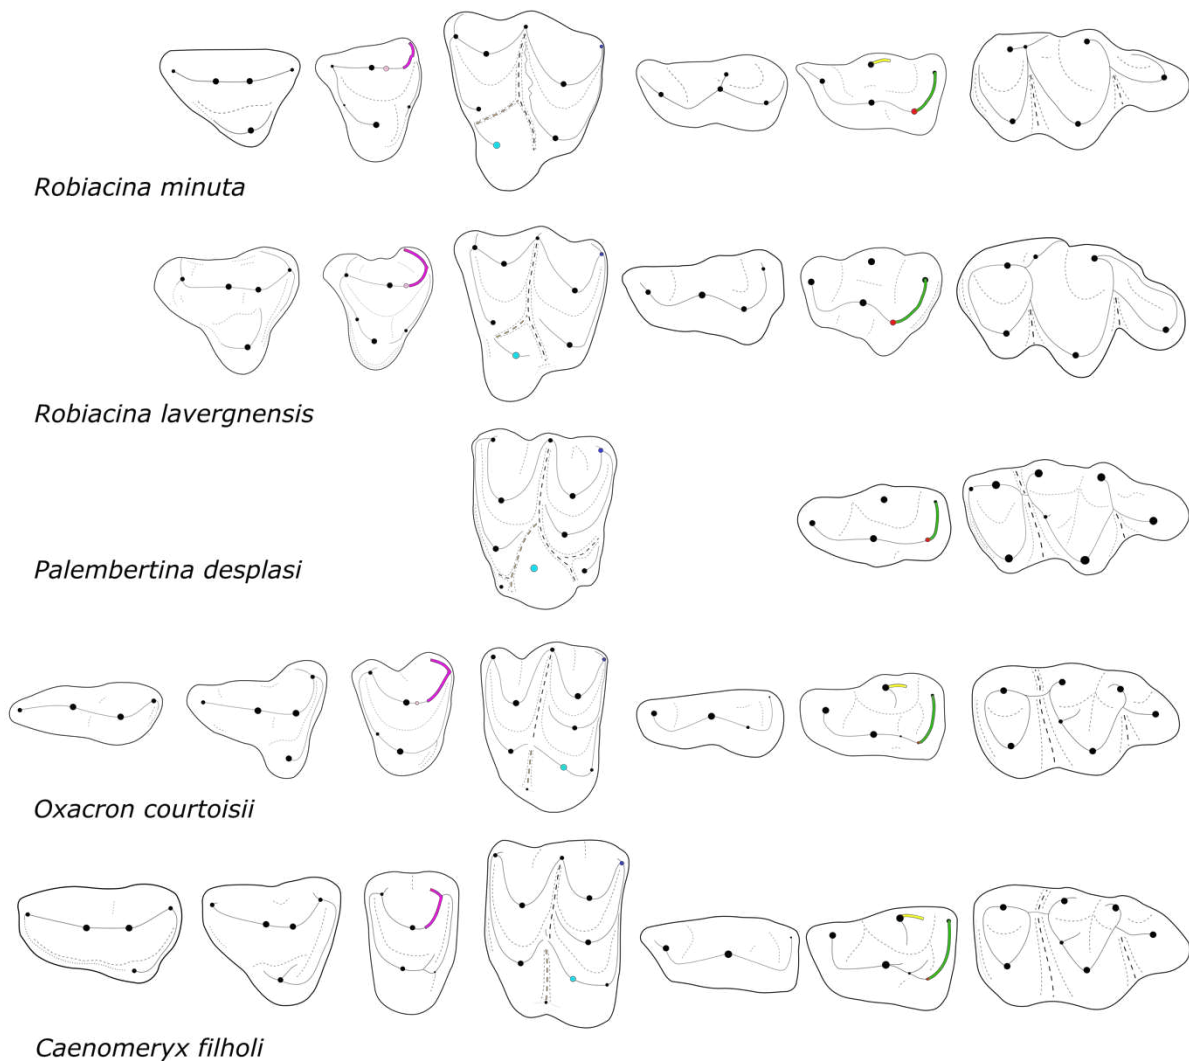 Robiacina minuta
Robiacina lavergnensis
Palembertina desplasi
Oxacron courtoisii
Caenomeryx filholi